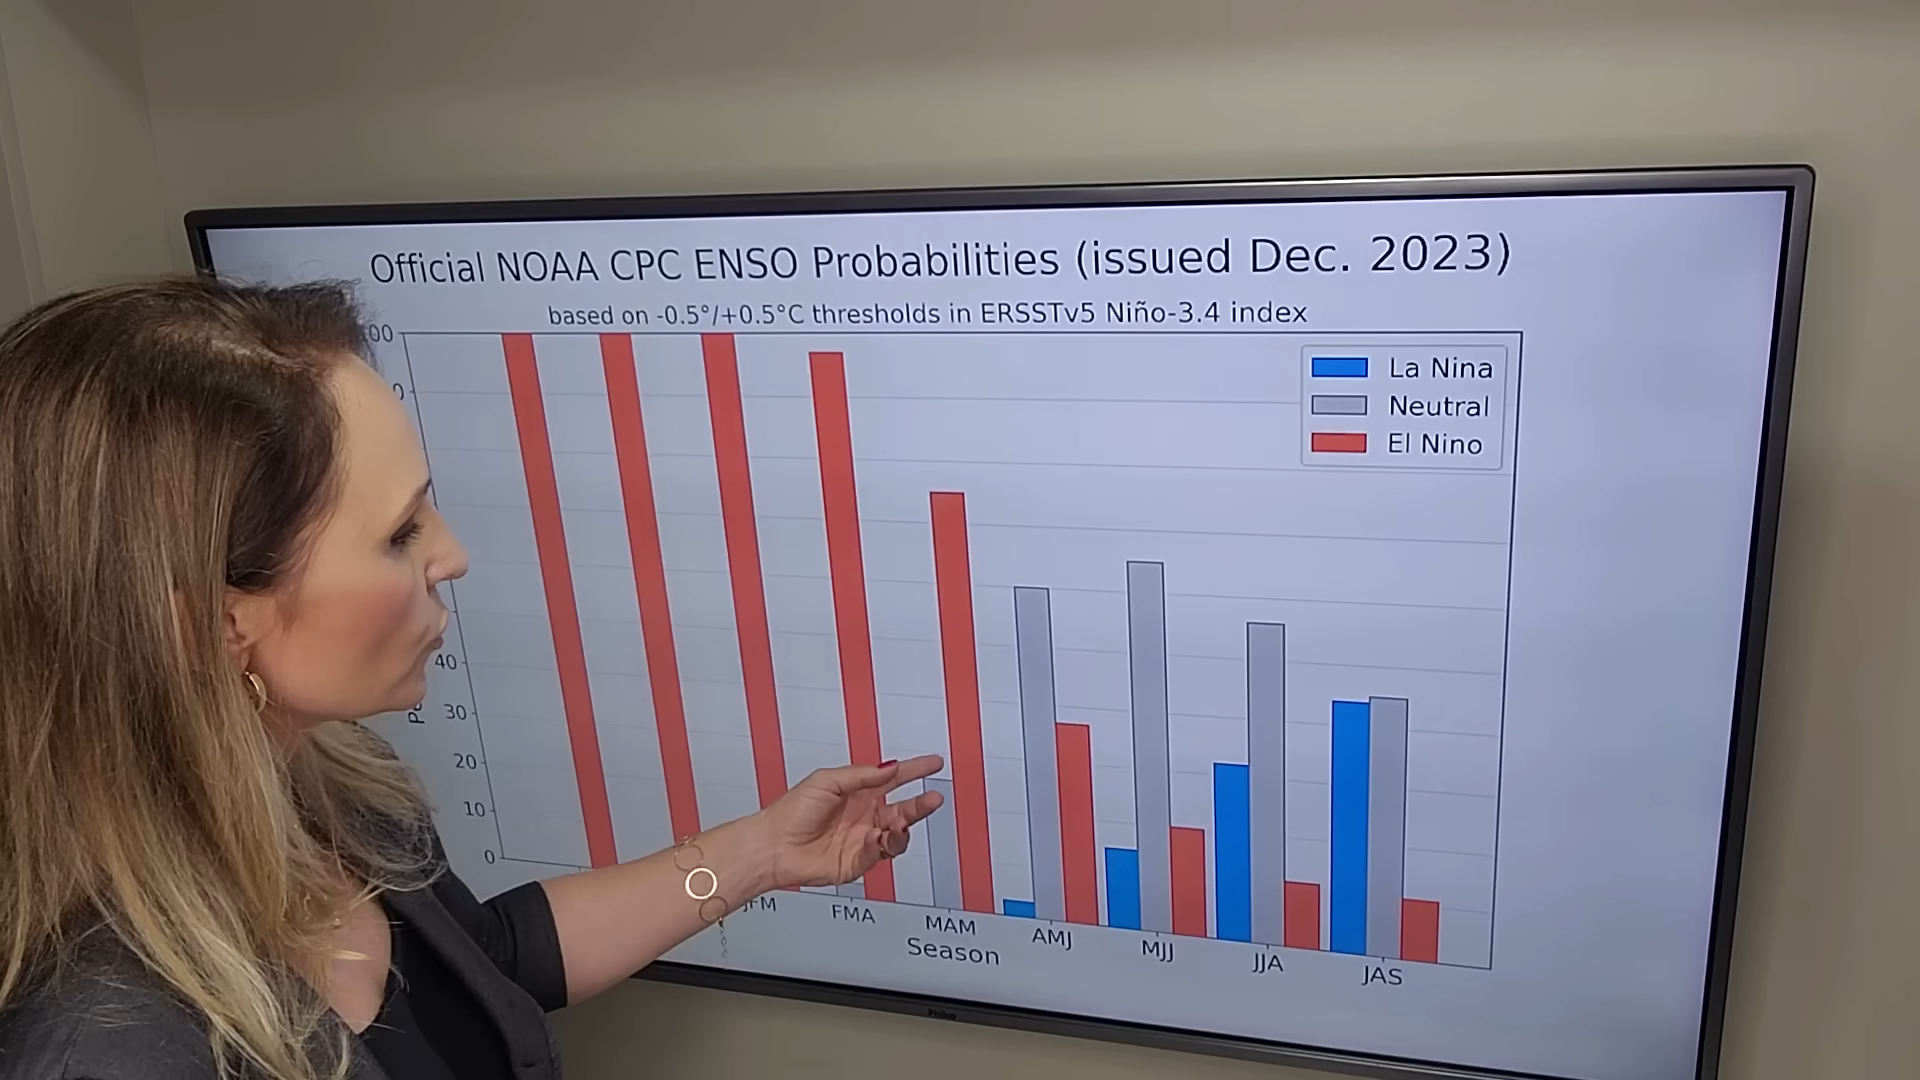 Official NOAA CPC ENSO Probabilities (issued Dec. 2023)
based on -0.5°/+0.5°C thresholds in ERSSTv5 Niño-3.4 index
La Nina
Neutral
El Nino
40
30
20
10
0
FMA
MAM
AMJ
MJJ
JJA
JAS
Season
Philco